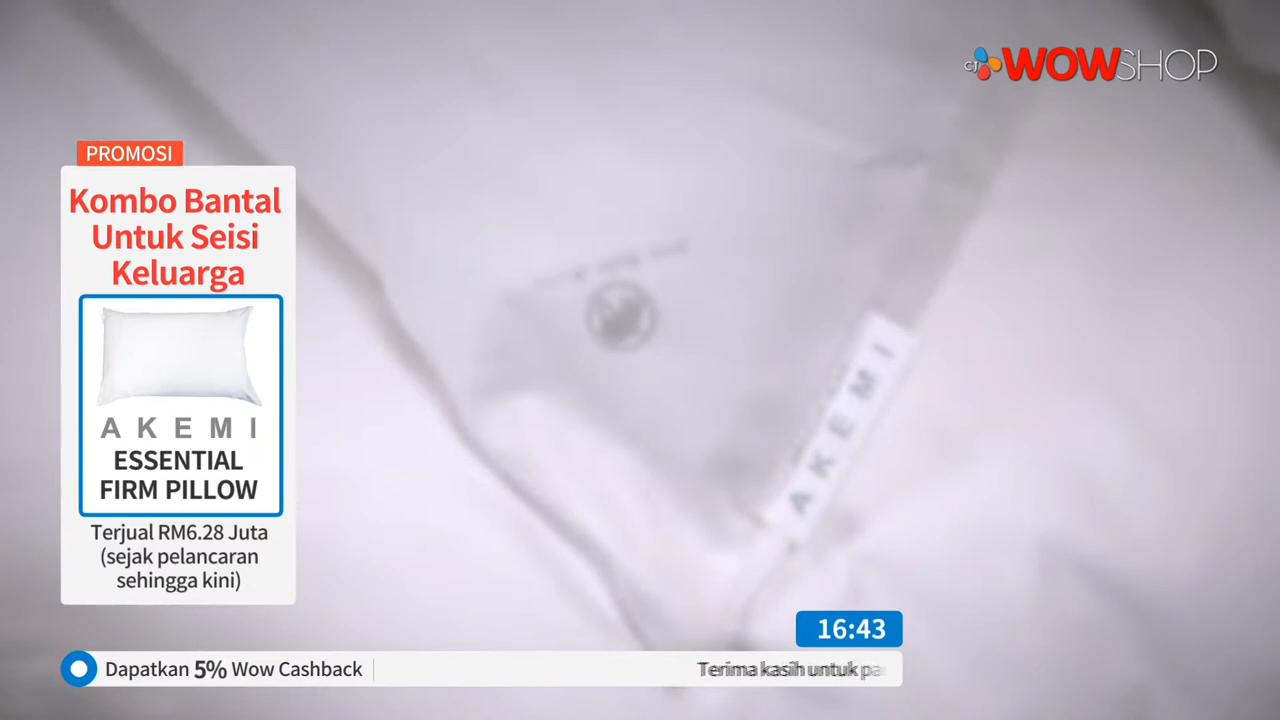 CJ WOWSHOP
PROMOSI
Kombo Bantal
Untuk Seisi
Keluarga
AKEMI
ESSENTIAL
FIRM PILLOW
Terjual RM6.28 Juta
(sejak pelancaran
sehingga kini)
AKEMI
16:43
Dapatkan 5% Wow Cashback
Terima kasih untuk